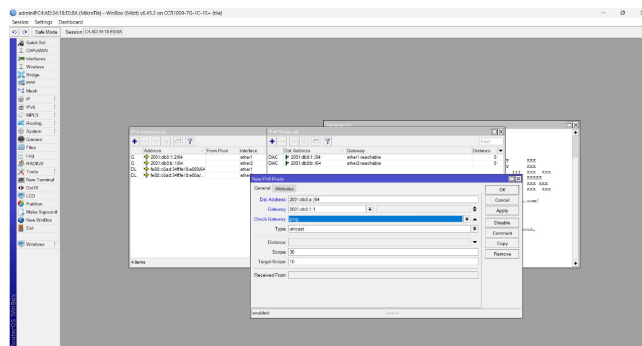 admin@C4:AD:34:18:E0:8A (MikroTik) - WinBox (64bit) v6.45.3 on CCR1009-7G-1C-1S+ (tile)
Session Settings Dashboard
Safe Mode Session: C4:AD:34:18:E0:8A
Quick Set
CAPsMAN
Interfaces
Wireless
Bridge
PPP
Mesh
IP
IPv6
MPLS
Routing
System
Queues
Files
Log
RADIUS
Tools
New Terminal
Dot1X
LCD
Partition
Make Supout.rif
New WinBox
Exit
Windows
RouterOS WinBox
IPv6 Address List
Address From Pool Interface
G 2001:db8:1::2/64 ether1
G 2001:db8:b::1/64 ether2
4 items
IPv6 Route List
Find
Dst. Address Gateway Distance
DAC 2001:db8:1::/64 ether1 reachable 0
DAC 2001:db8:b::/64 ether2 reachable 0
New IPv6 Route
General Attributes
Dst. Address: 2001:db8:a::/64
Gateway: 2001:db8:1::1
Check Gateway: ping
Type: unicast
Distance:
Scope: 30
Target Scope: 10
Received From:
OK
Cancel
Apply
Disable
Comment
Copy
Remove
enabled active